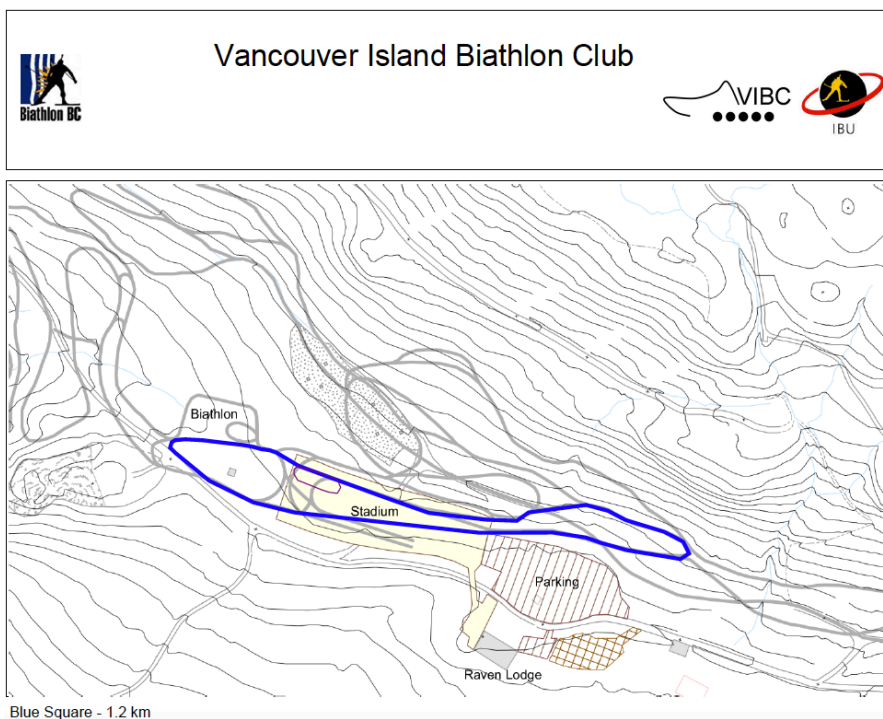 Vancouver Island Biathlon Club
Biathlon BC
VIBC
IBU
Biathlon
Stadium
Parking
Raven Lodge
Blue Square - 1.2 km